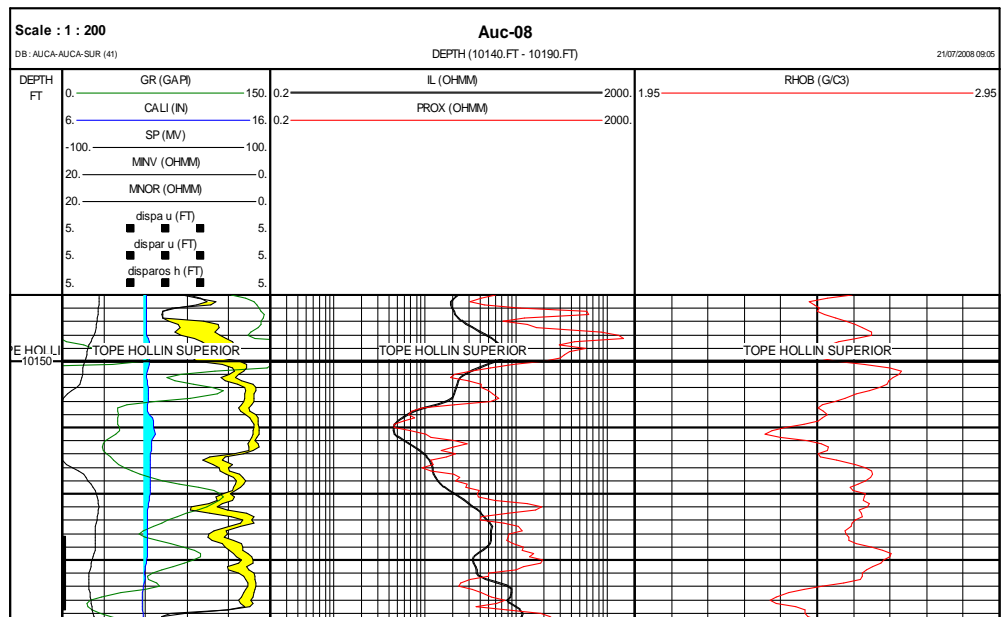 Scale : 1 : 200
Auc-08
DB : AUCA-AUCA-SUR (41)
DEPTH (10140.FT - 10190.FT)
21/07/2008 09:05
DEPTH
FT
GR (GAPI)
0. 150.
CALI (IN)
6. 16.
SP (MV)
-100. 100.
MINV (OHMM)
20. 0.
MNOR (OHMM)
20. 0.
dispa u (FT)
5. 5.
dispar u (FT)
5. 5.
disparos h (FT)
5. 5.
IL (OHMM)
0.2 2000.
PROX (OHMM)
0.2 2000.
RHOB (G/C3)
1.95 2.95
PE HOLLI TOPE HOLLIN SUPERIOR TOPE HOLLIN SUPERIOR TOPE HOLLIN SUPERIOR
10150